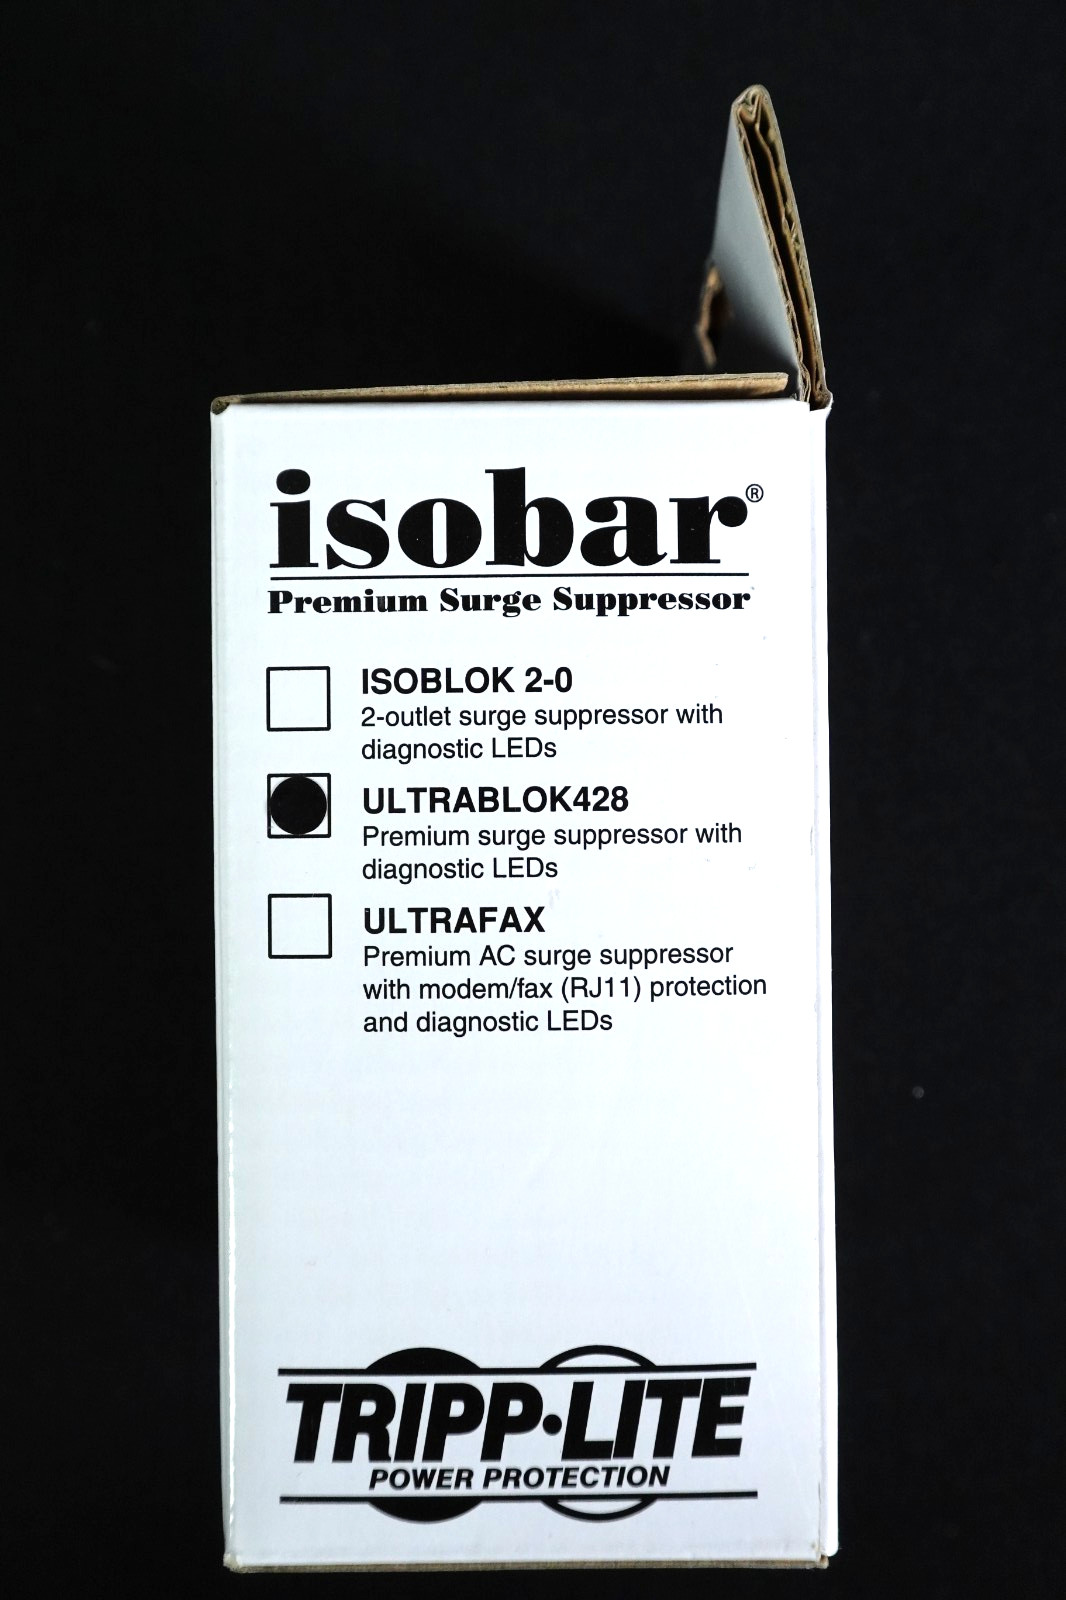 isobar®
Premium Surge Suppressor
ISOBLOK 2-0
2-outlet surge suppressor with
diagnostic LEDs
ULTRABLOK428
Premium surge suppressor with
diagnostic LEDs
ULTRAFAX
Premium AC surge suppressor
with modem/fax (RJ11) protection
and diagnostic LEDs
TRIPP•LITE
POWER PROTECTION